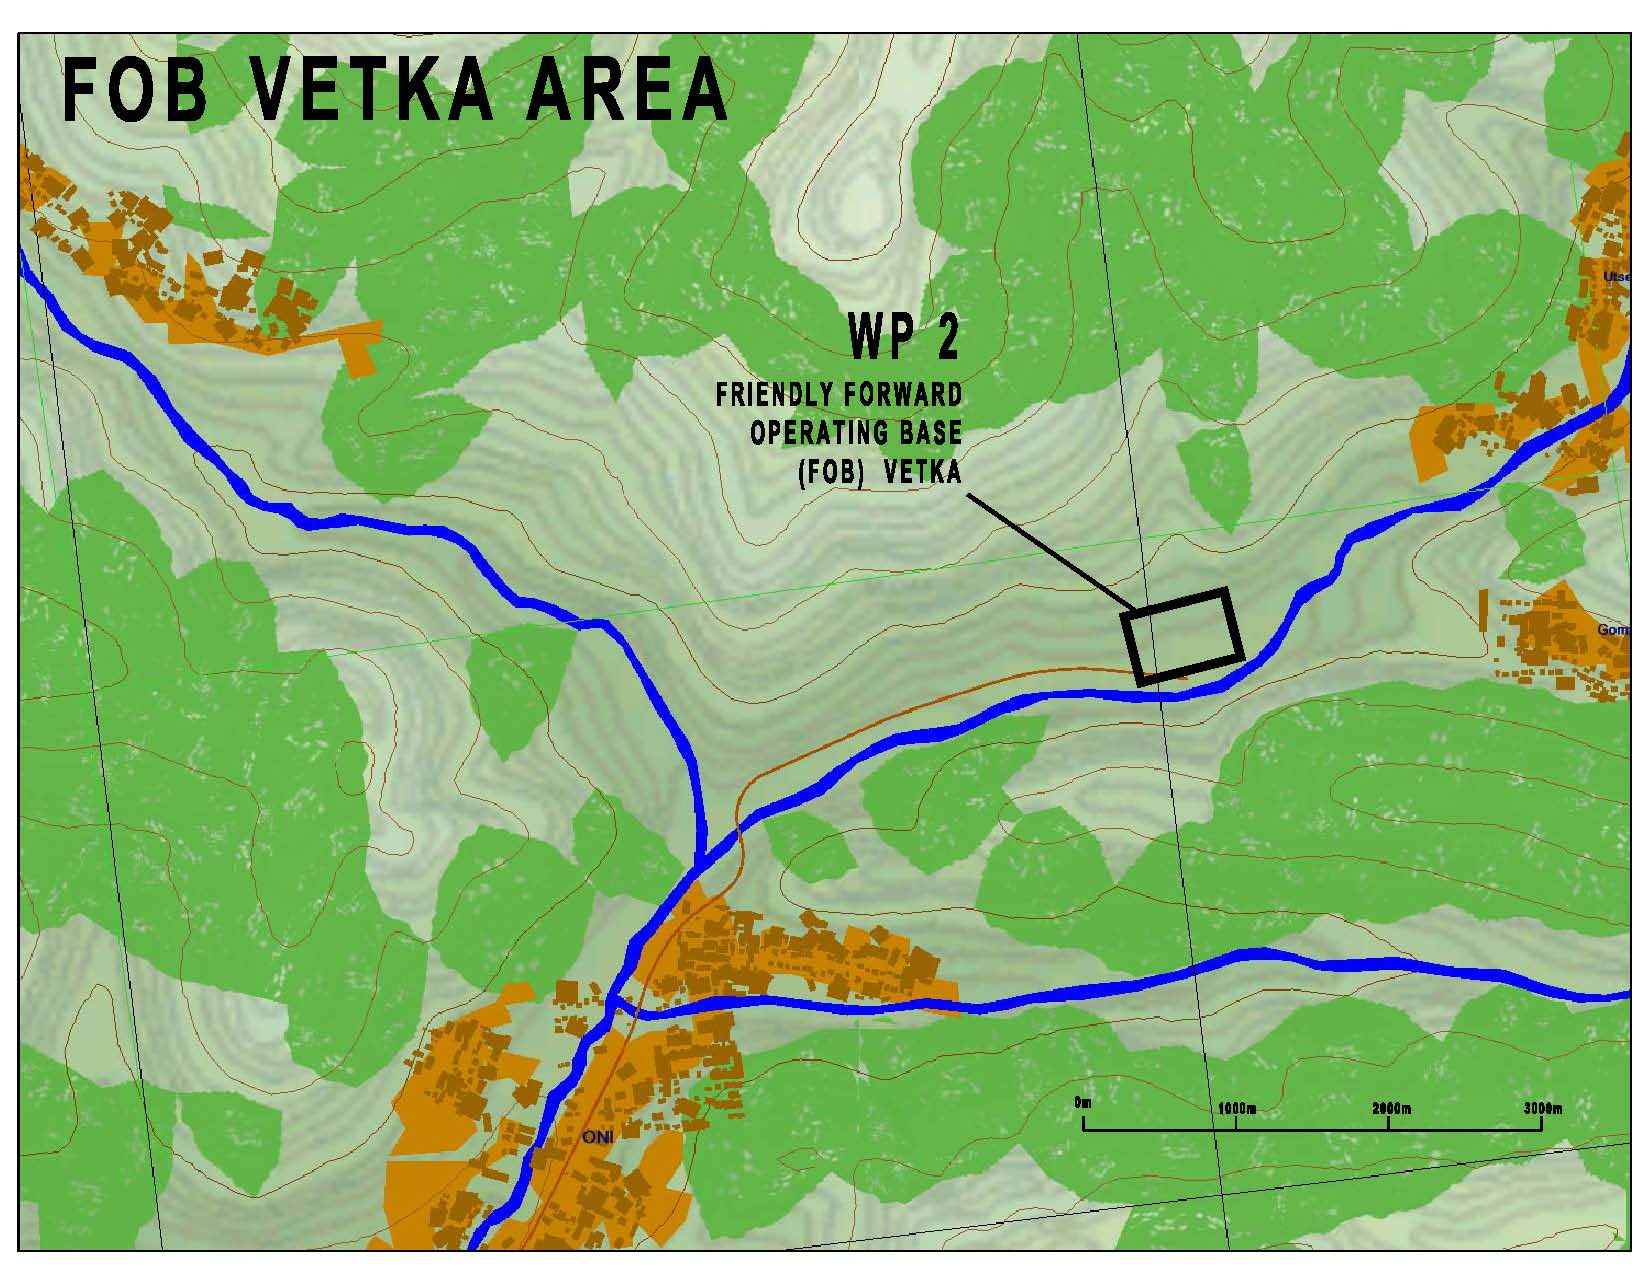 FOB VETKA AREA
WP 2
FRIENDLY FORWARD
OPERATING BASE
(FOB) VETKA
Utse
Gom
ONI
0m 1000m 2000m 3000m